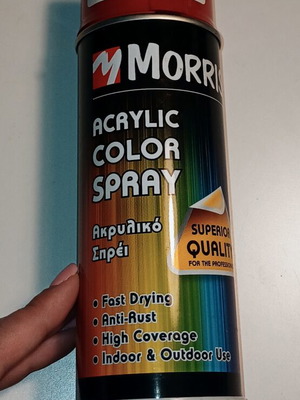 MORRIS
ACRYLIC
COLOR
SPRAY
Ακρυλικό
Σπρέι
SUPERIOR
QUALITY
FOR THE PROFESSIONAL
• Fast Drying
• Anti-Rust
• High Coverage
• Indoor & Outdoor Use